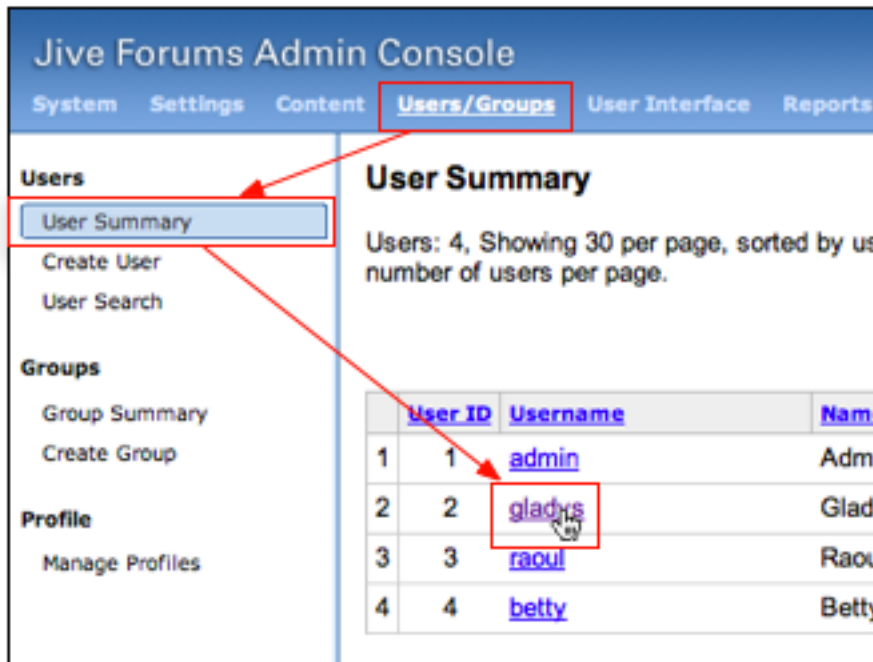 Jive Forums Admin Console
System Settings Content Users/Groups User Interface Reports
Users
User Summary
Create User
User Search
Groups
Group Summary
Create Group
Profile
Manage Profiles
User Summary
Users: 4, Showing 30 per page, sorted by us
number of users per page.
User ID Username Nam
1 1 admin Adm
2 2 gladys Glad
3 3 raoul Raou
4 4 betty Betty